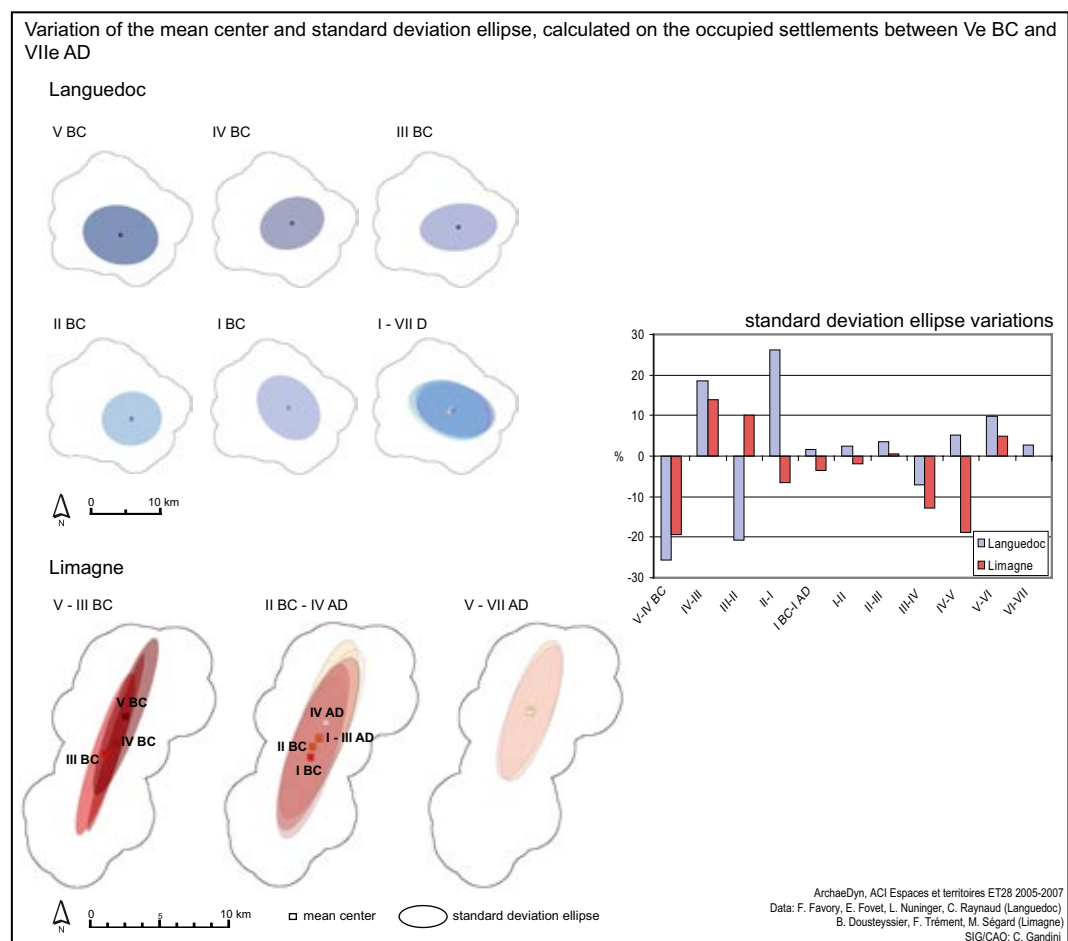 Variation of the mean center and standard deviation ellipse, calculated on the occupied settlements between Ve BC and
VIIe AD
Languedoc
V BC
IV BC
III BC
II BC
I BC
I - VII D
N
0
10 km
standard deviation ellipse variations
30
20
10
0
%
-10
-20
-30
Languedoc
Limagne
V-IV BC
IV-III
III-II
II-I
I BC-I AD
I-II
II-III
III-IV
IV-V
V-VI
VI-VII
Limagne
V - III BC
II BC - IV AD
V - VII AD
V BC
IV BC
III BC
IV AD
I - III AD
II BC
I BC
N
0
5
10 km
mean center
standard deviation ellipse
ArchaeDyn, ACI Espaces et territoires ET28 2005-2007
Data: F. Favory, E. Fovet, L. Nuninger, C. Raynaud (Languedoc)
B. Dousteyssier, F. Trément, M. Ségard (Limagne)
SIG/CAO: C. Gandini